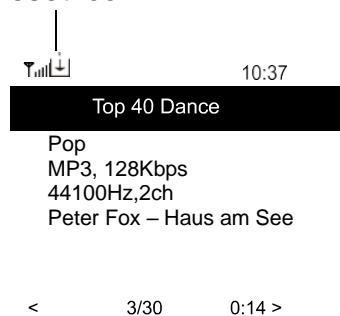 10:37
Top 40 Dance
Pop
MP3, 128Kbps
44100Hz,2ch
Peter Fox – Haus am See
< 3/30 0:14 >